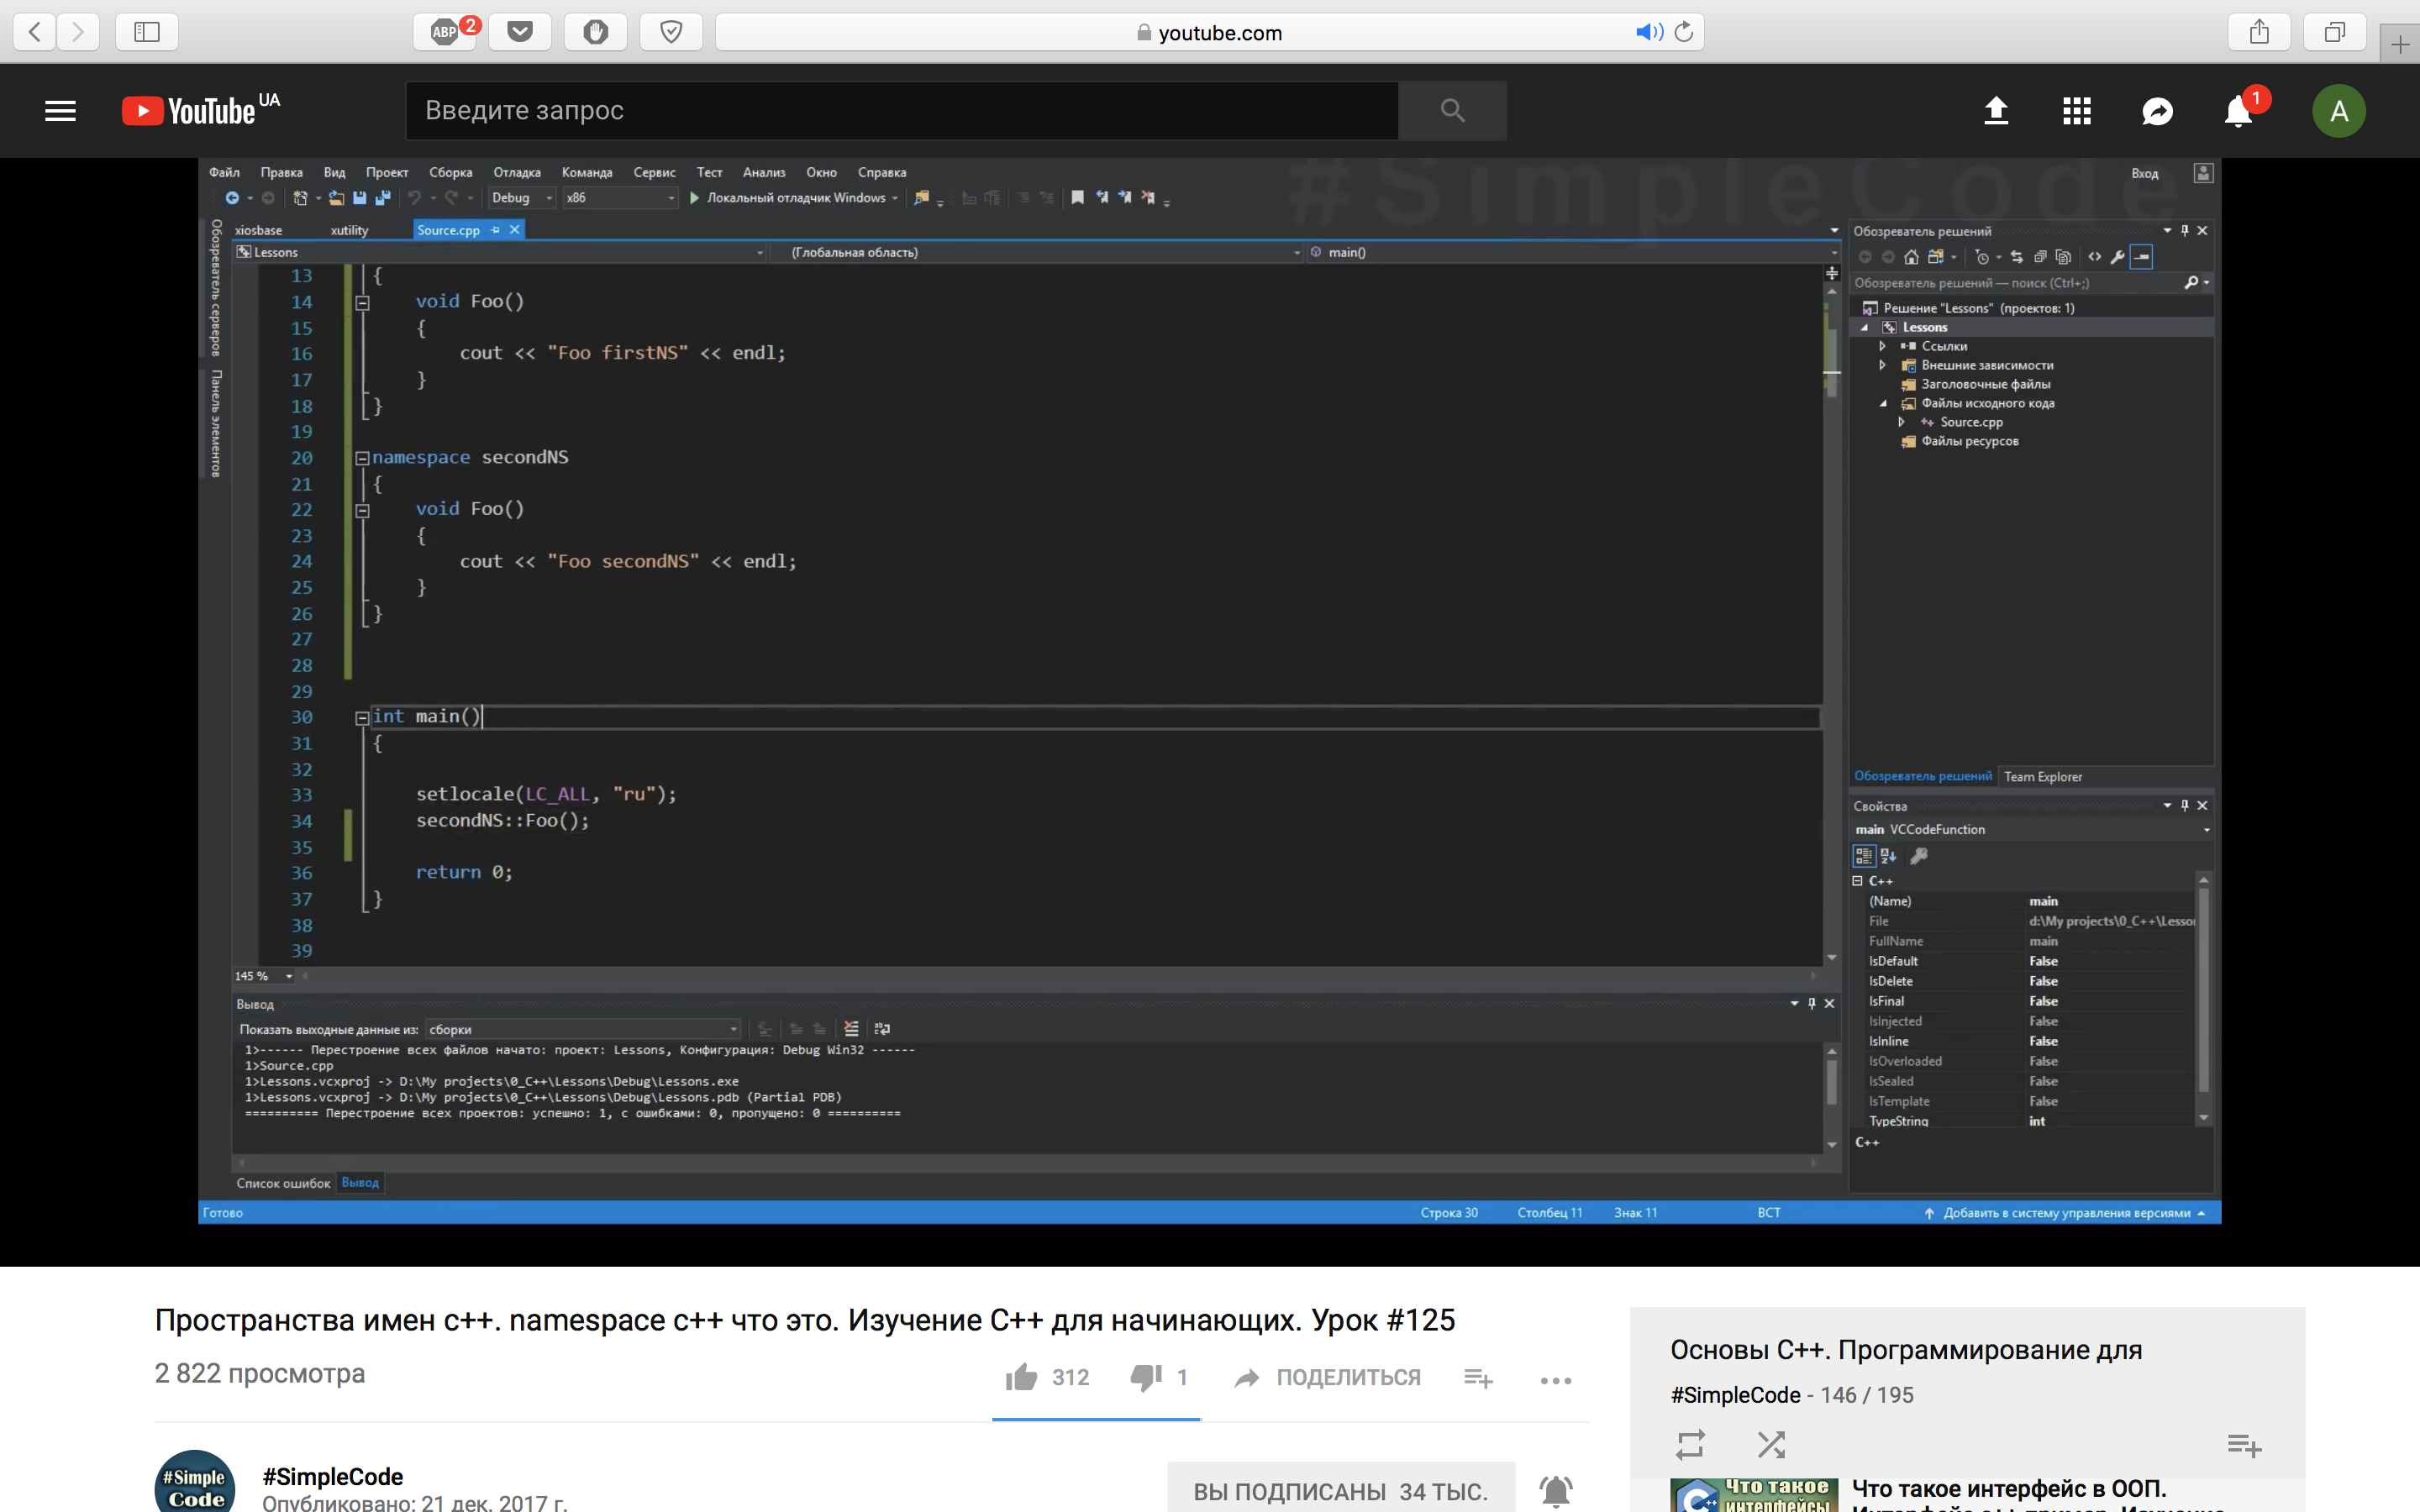 ABP 2
youtube.com
YouTube UA
Введите запрос
1
A
#SimpleCode
Файл Правка Вид Проект Сборка Отладка Команда Сервис Тест Анализ Окно Справка
Вход
Debug x86 Локальный отладчик Windows
Обозреватель серверов
Панель элементов
xiosbase xutility Source.cpp
Lessons (Глобальная область) main()
13 {
14 void Foo()
15 {
16 cout << "Foo firstNS" << endl;
17 }
18 }
19
20 namespace secondNS
21 {
22 void Foo()
23 {
24 cout << "Foo secondNS" << endl;
25 }
26 }
27
28
29
30 int main()
31 {
32
33 setlocale(LC_ALL, "ru");
34 secondNS::Foo();
35
36 return 0;
37 }
38
39
145 %
Вывод
Показать выходные данные из: сборки
1>------ Перестроение всех файлов начато: проект: Lessons, Конфигурация: Debug Win32 ------
1>Source.cpp
1>Lessons.vcxproj -> D:\My projects\0_C++\Lessons\Debug\Lessons.exe
1>Lessons.vcxproj -> D:\My projects\0_C++\Lessons\Debug\Lessons.pdb (Partial PDB)
========== Перестроение всех проектов: успешно: 1, с ошибками: 0, пропущено: 0 ==========
Список ошибок Вывод
Обозреватель решений
Обозреватель решений — поиск (Ctrl+;)
Решение "Lessons" (проектов: 1)
Lessons
Ссылки
Внешние зависимости
Заголовочные файлы
Файлы исходного кода
Source.cpp
Файлы ресурсов
Обозреватель решений Team Explorer
Свойства
main VCCodeFunction
C++
(Name) main
File d:\My projects\0_C++\Lesso
FullName main
IsDefault False
IsDelete False
IsFinal False
IsInjected False
IsInline False
IsOverloaded False
IsSealed False
IsTemplate False
TypeString int
C++
Готово Строка 30 Столбец 11 Знак 11 ВСТ Добавить в систему управления версиями
Пространства имен c++. namespace c++ что это. Изучение С++ для начинающих. Урок #125
2 822 просмотра
312 1 ПОДЕЛИТЬСЯ
#Simple
Code
#SimpleCode
Опубликовано: 21 дек. 2017 г.
ВЫ ПОДПИСАНЫ 34 ТЫС.
Основы C++. Программирование для
#SimpleCode - 146 / 195
Что такое
интерфейсы
Что такое интерфейс в ООП.